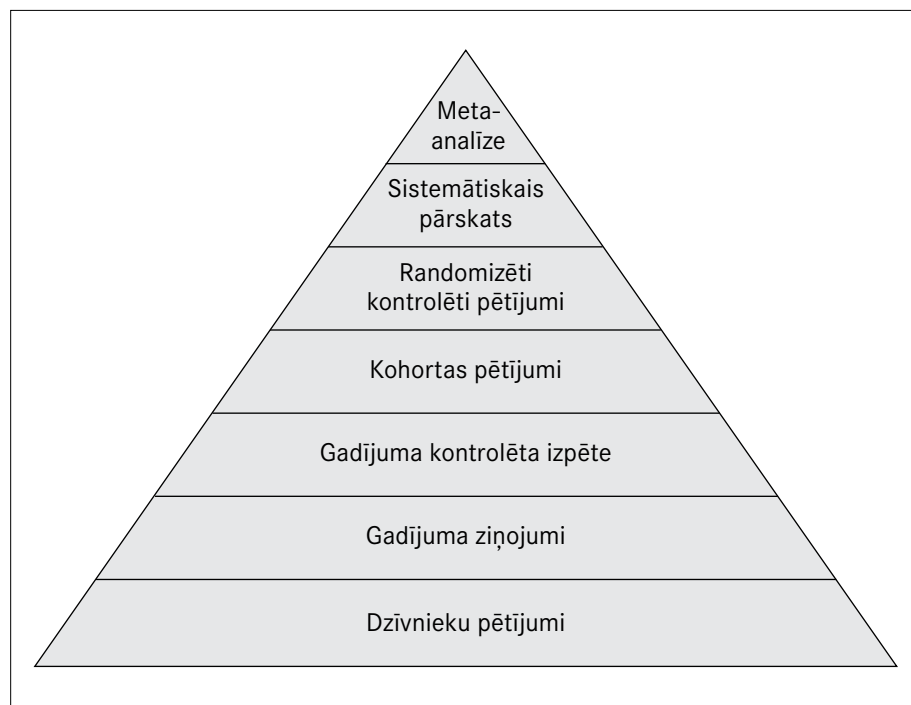 Meta-
analīze
Sistemātiskais
pārskats
Randomizēti
kontrolēti pētījumi
Kohortas pētījumi
Gadījuma kontrolēta izpēte
Gadījuma ziņojumi
Dzīvnieku pētījumi